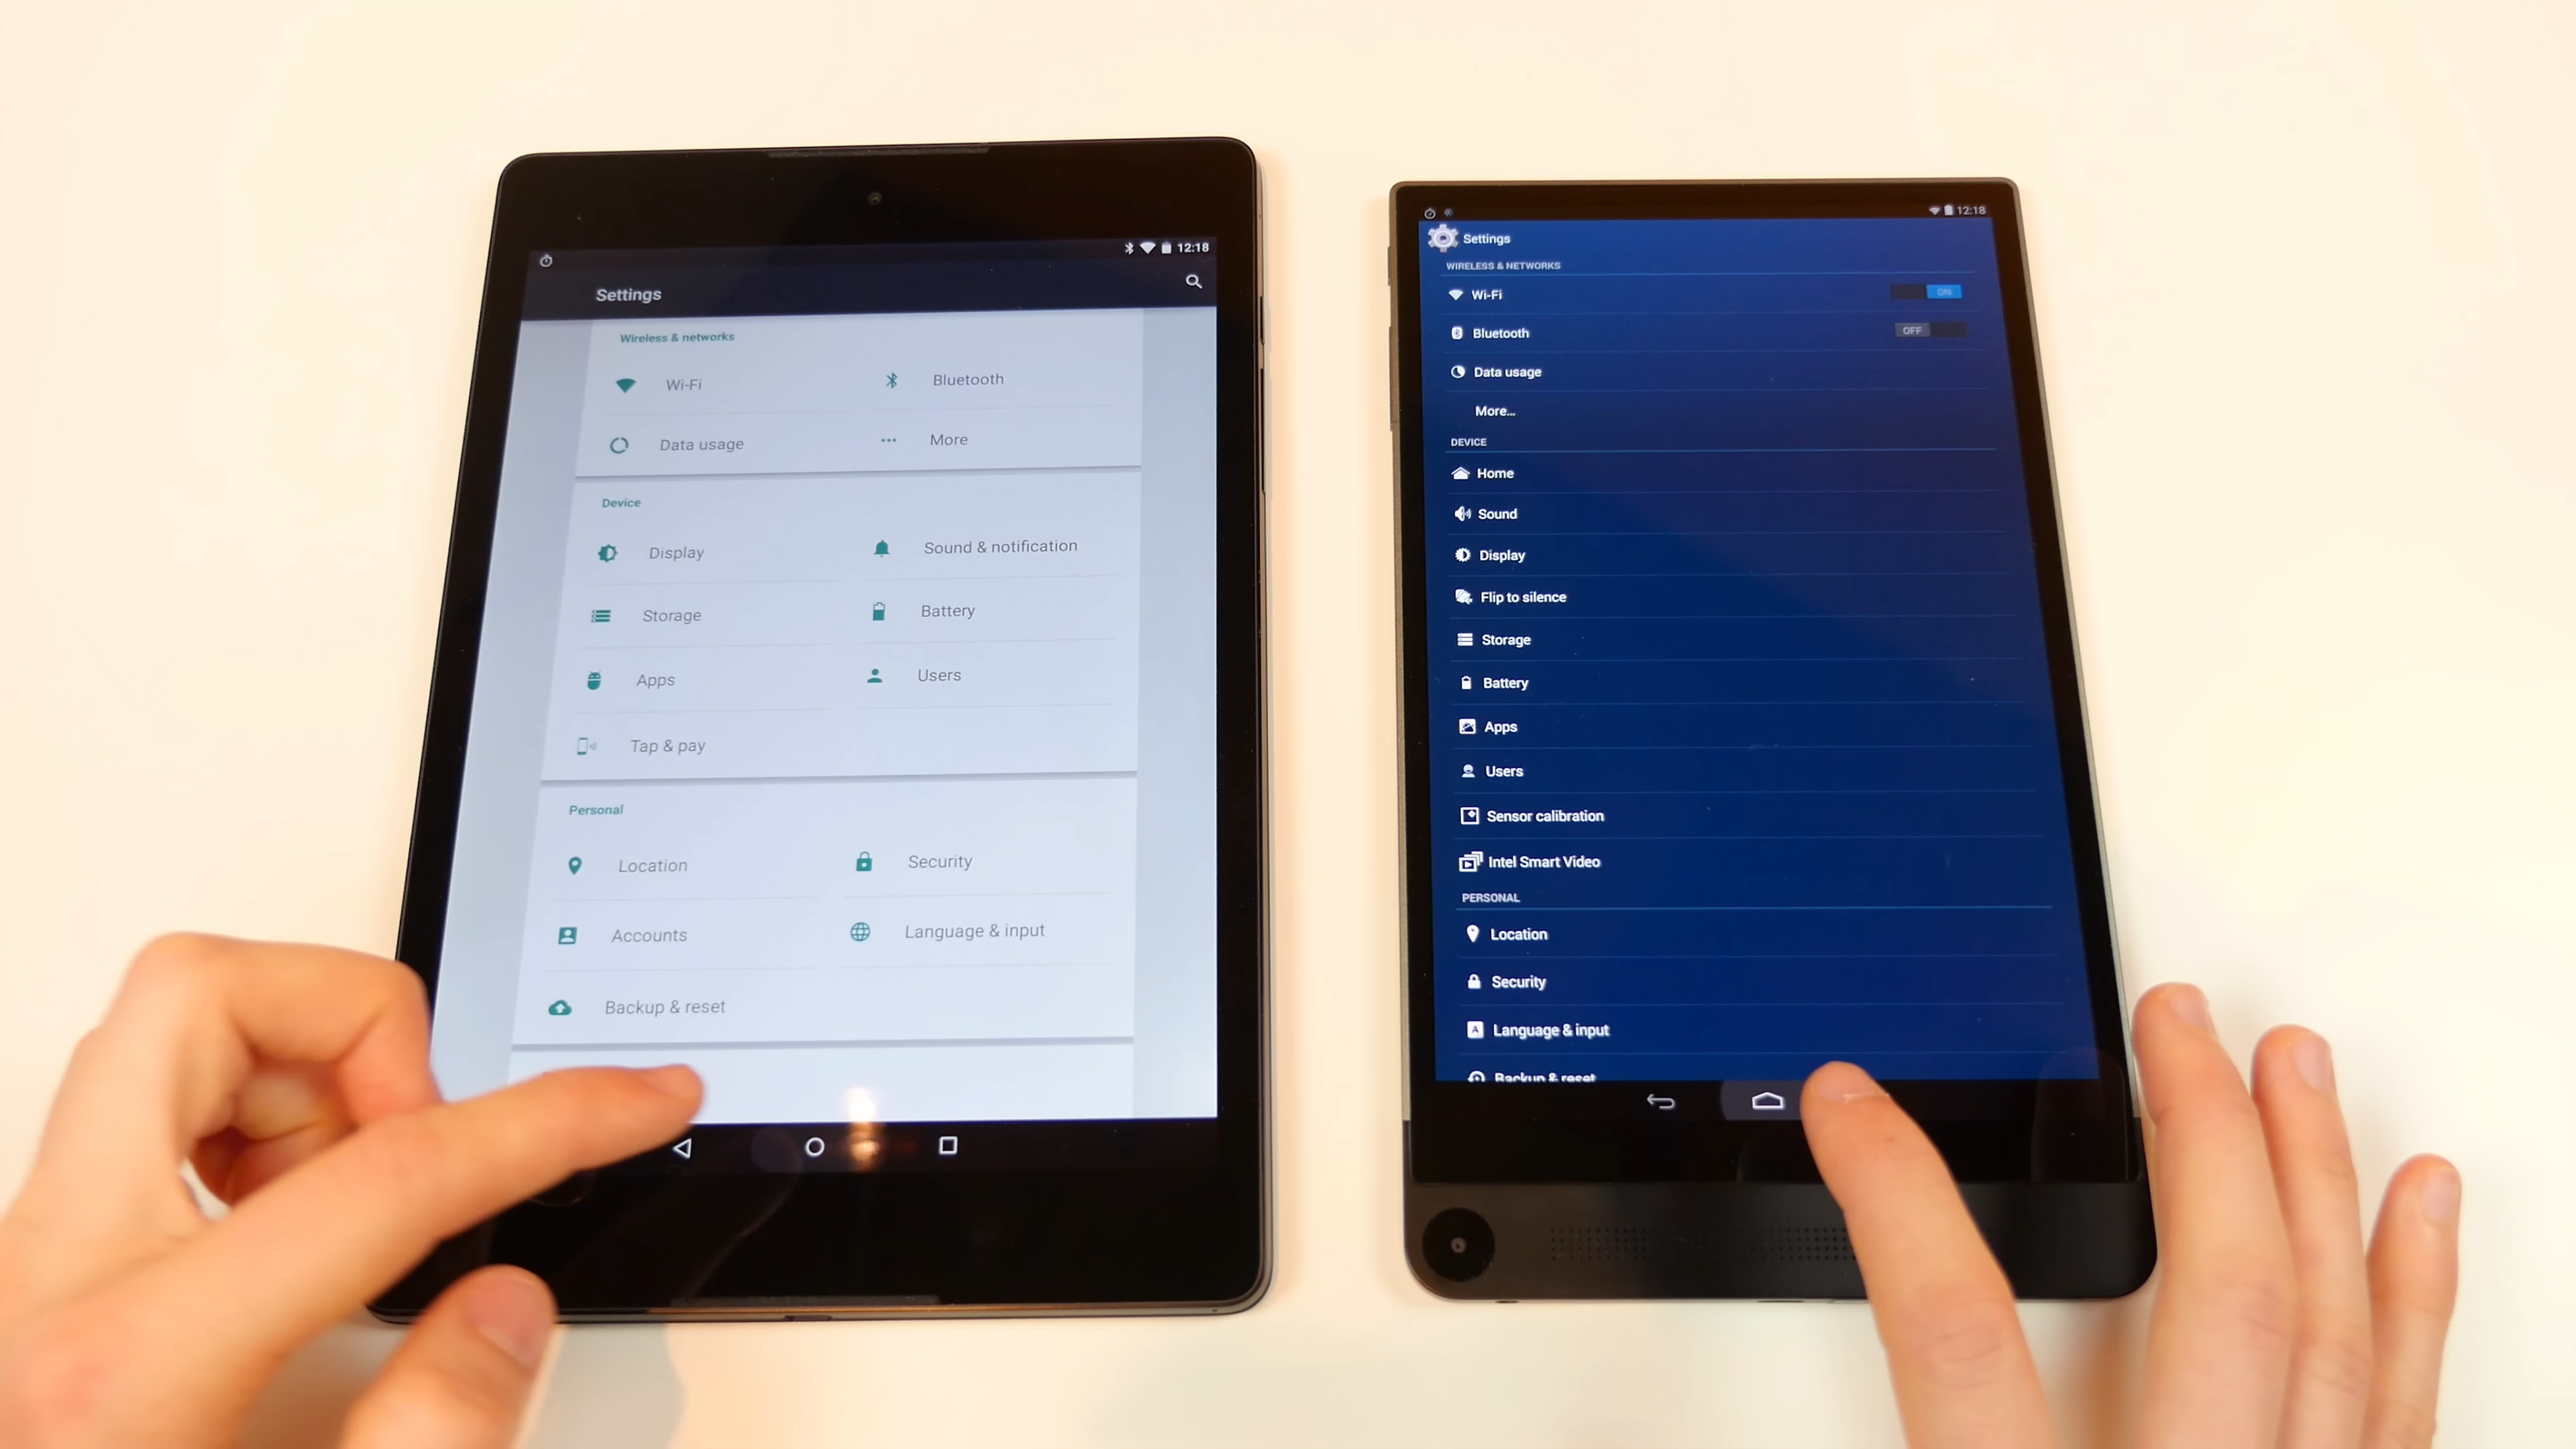 12:18
Settings
Wireless & networks
Wi-Fi
Bluetooth
Data usage
More
Device
Display
Sound & notification
Storage
Battery
Apps
Users
Tap & pay
Personal
Location
Security
Accounts
Language & input
Backup & reset
12:18
Settings
WIRELESS & NETWORKS
Wi-Fi ON
Bluetooth OFF
Data usage
More...
DEVICE
Home
Sound
Display
Flip to silence
Storage
Battery
Apps
Users
Sensor calibration
Intel Smart Video
PERSONAL
Location
Security
Language & input
Backup & reset